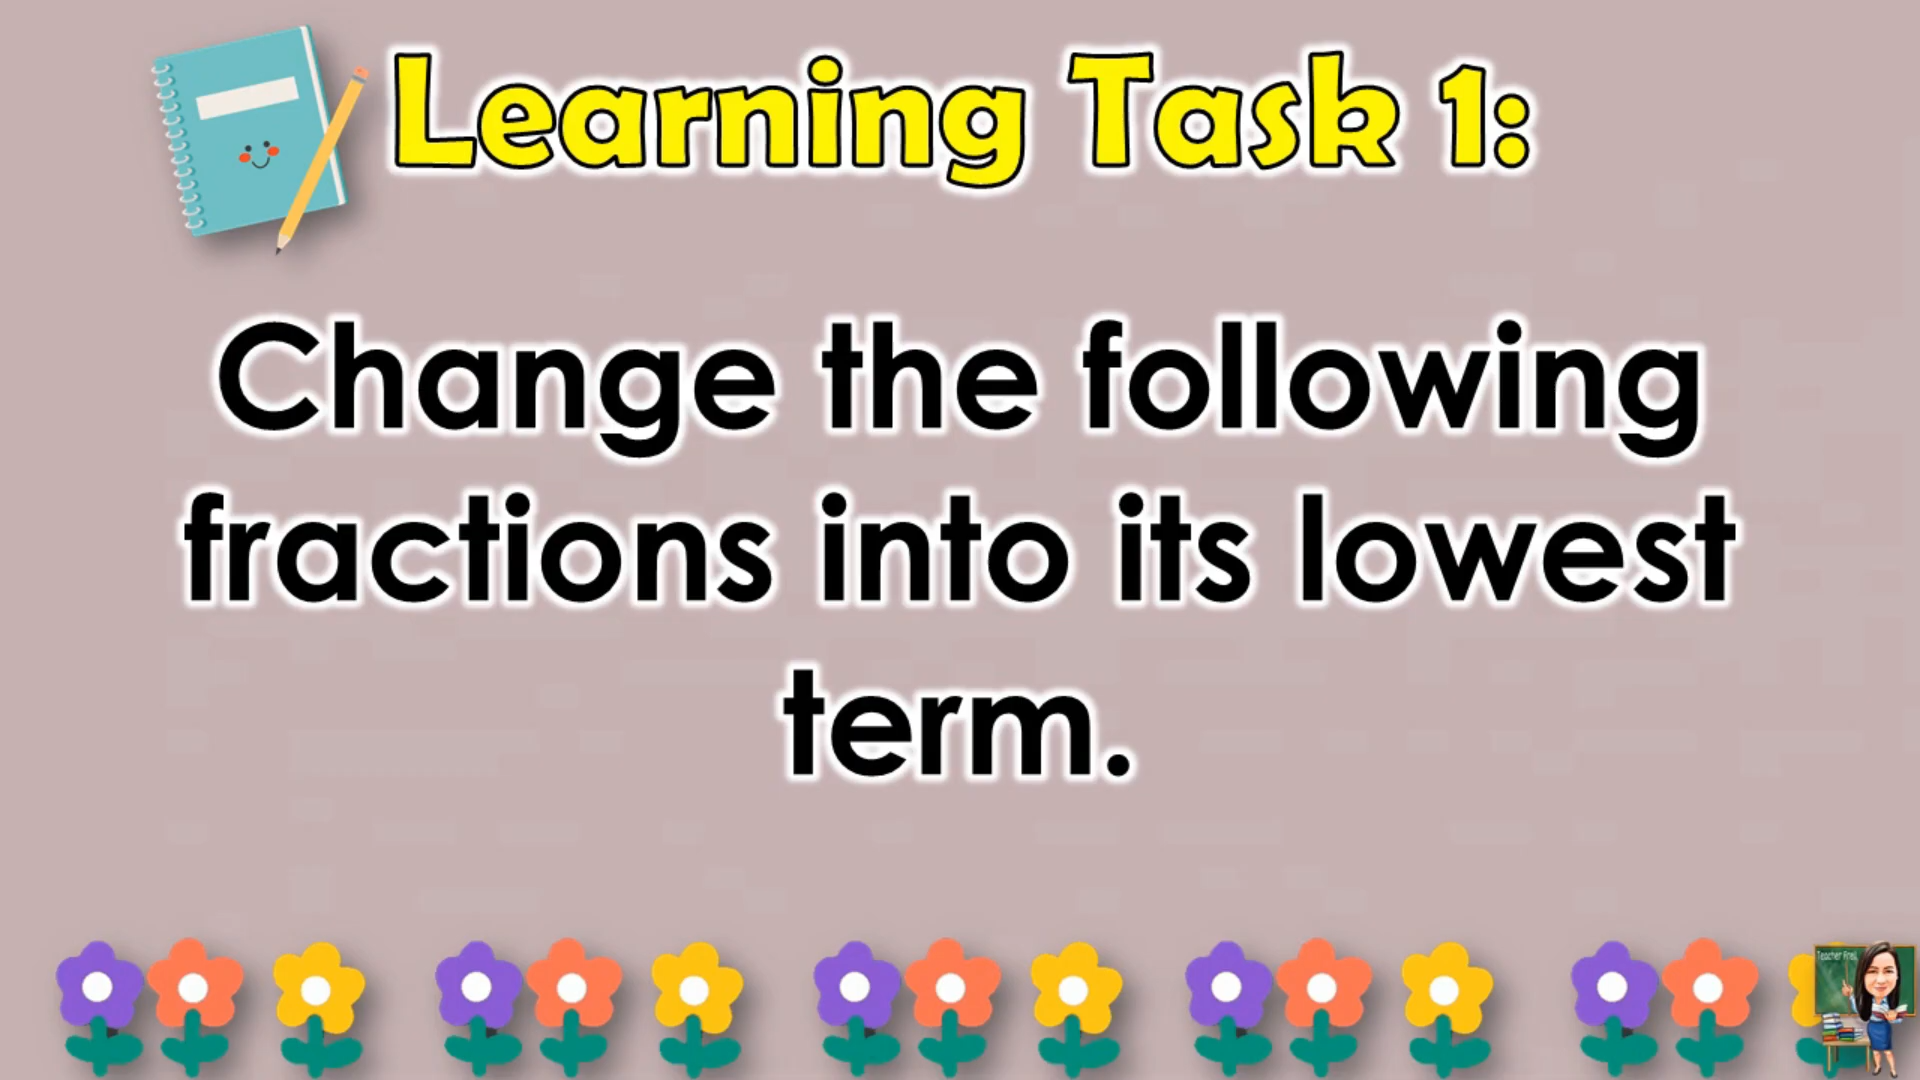 Learning Task 1:
Change the following
fractions into its lowest
term.